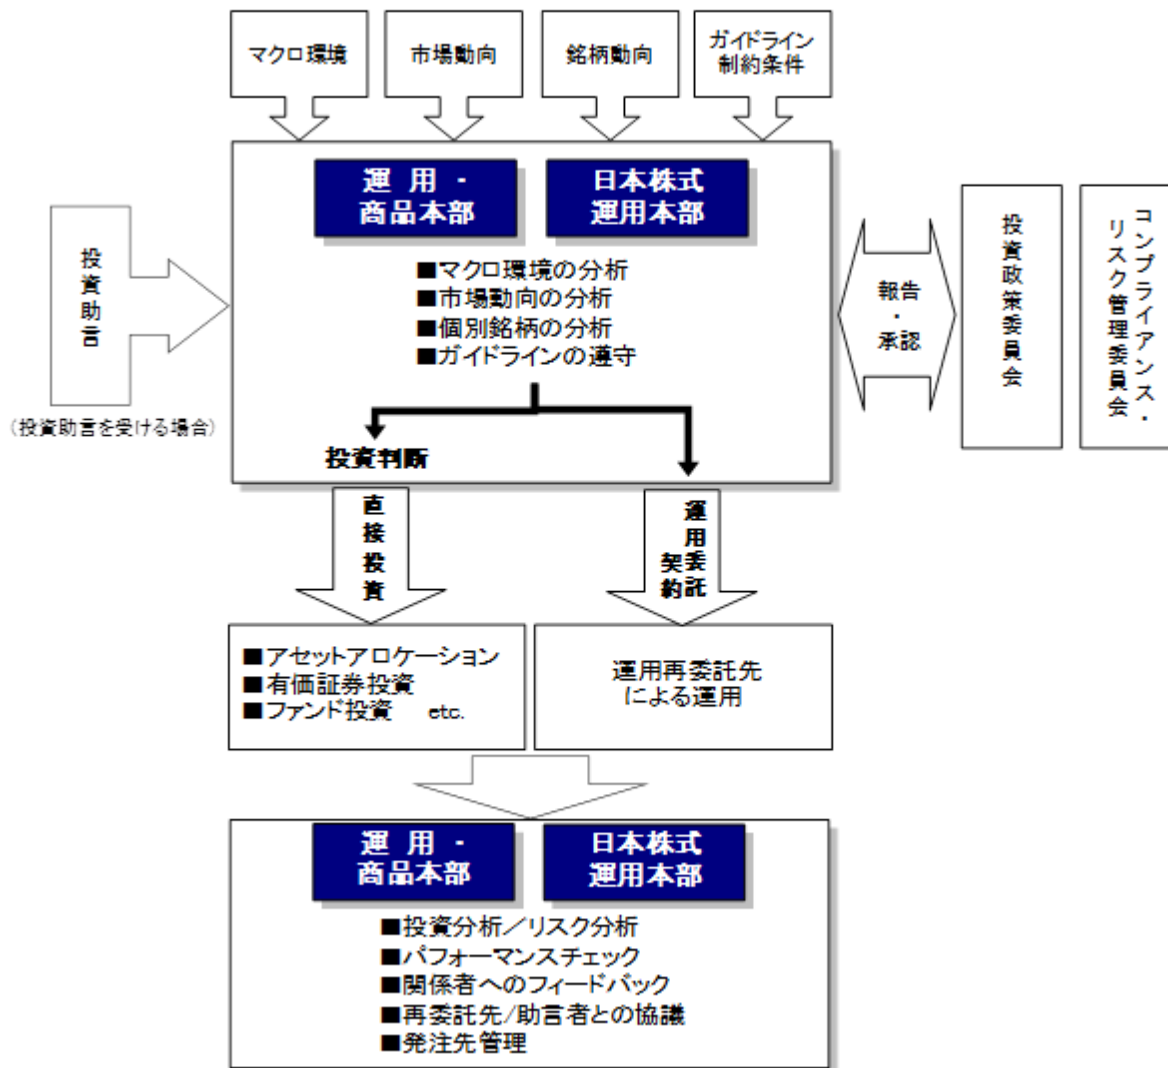 マクロ環境
市場動向
銘柄動向
ガイドライン
制約条件
運 用 -
商品本部
日本株式
運用本部
投資助言
(投資助言を受ける場合)
■マクロ環境の分析
■市場動向の分析
■個別銘柄の分析
■ガイドラインの遵守
報告
・
承認
投資政策委員会
コンプライアンス・
リスク管理委員会
投資判断
直接投資
運用委託
契約
■アセットアロケーション
■有価証券投資
■ファンド投資 etc.
運用再委託先
による運用
運 用 -
商品本部
日本株式
運用本部
■投資分析／リスク分析
■パフォーマンスチェック
■関係者へのフィードバック
■再委託先/助言者との協議
■発注先管理